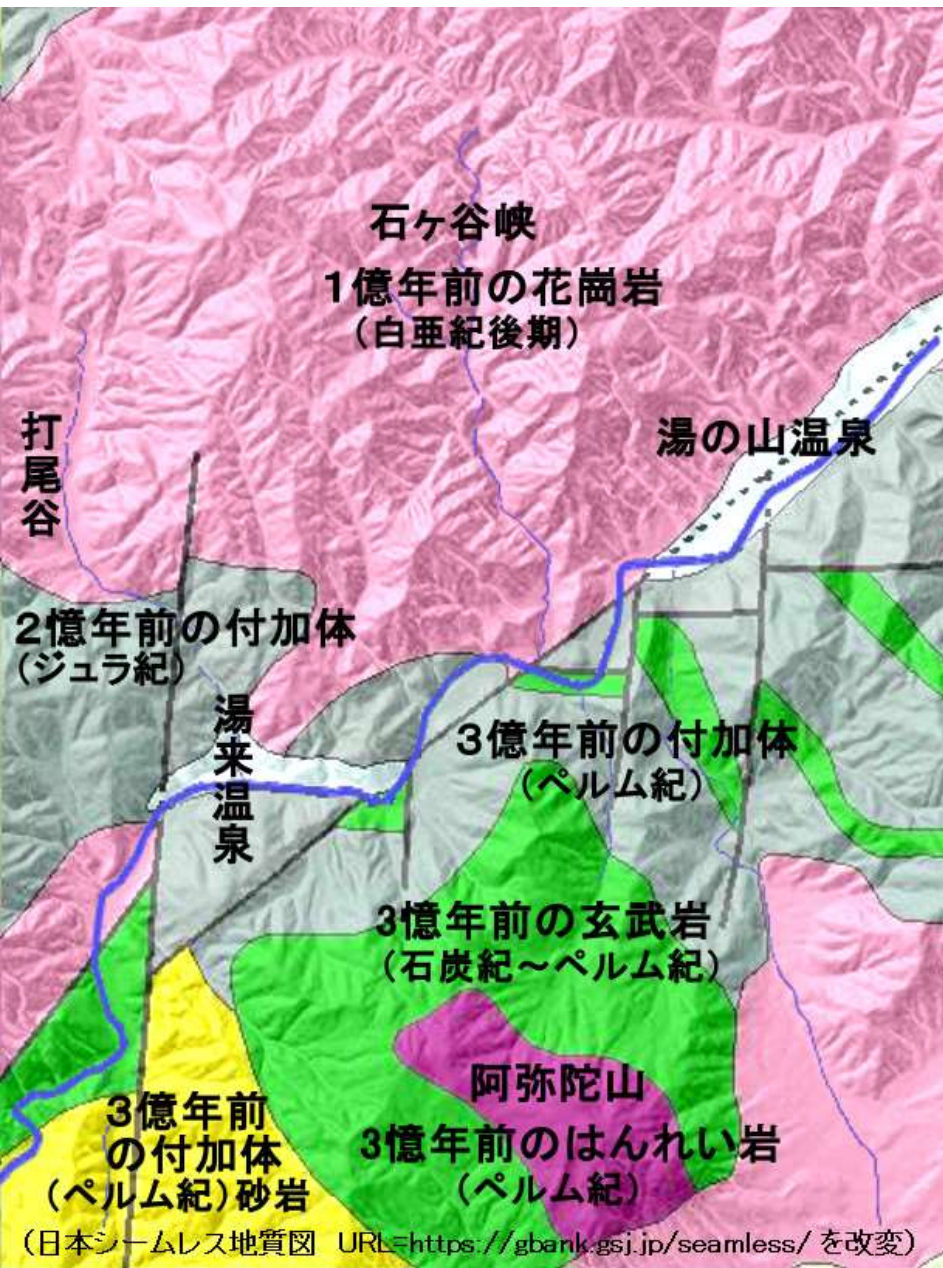 石ヶ谷峡
1億年前の花崗岩
(白亜紀後期)
打尾谷
湯の山温泉
2億年前の付加体
(ジュラ紀)
湯来温泉
3億年前の付加体
(ペルム紀)
3億年前の玄武岩
(石炭紀～ペルム紀)
阿弥陀山
3億年前のはんれい岩
(ペルム紀)
3億年前
の付加体
(ペルム紀)砂岩
(日本シームレス地質図 URL=https://gbank.gsj.jp/seamless/ を改変)